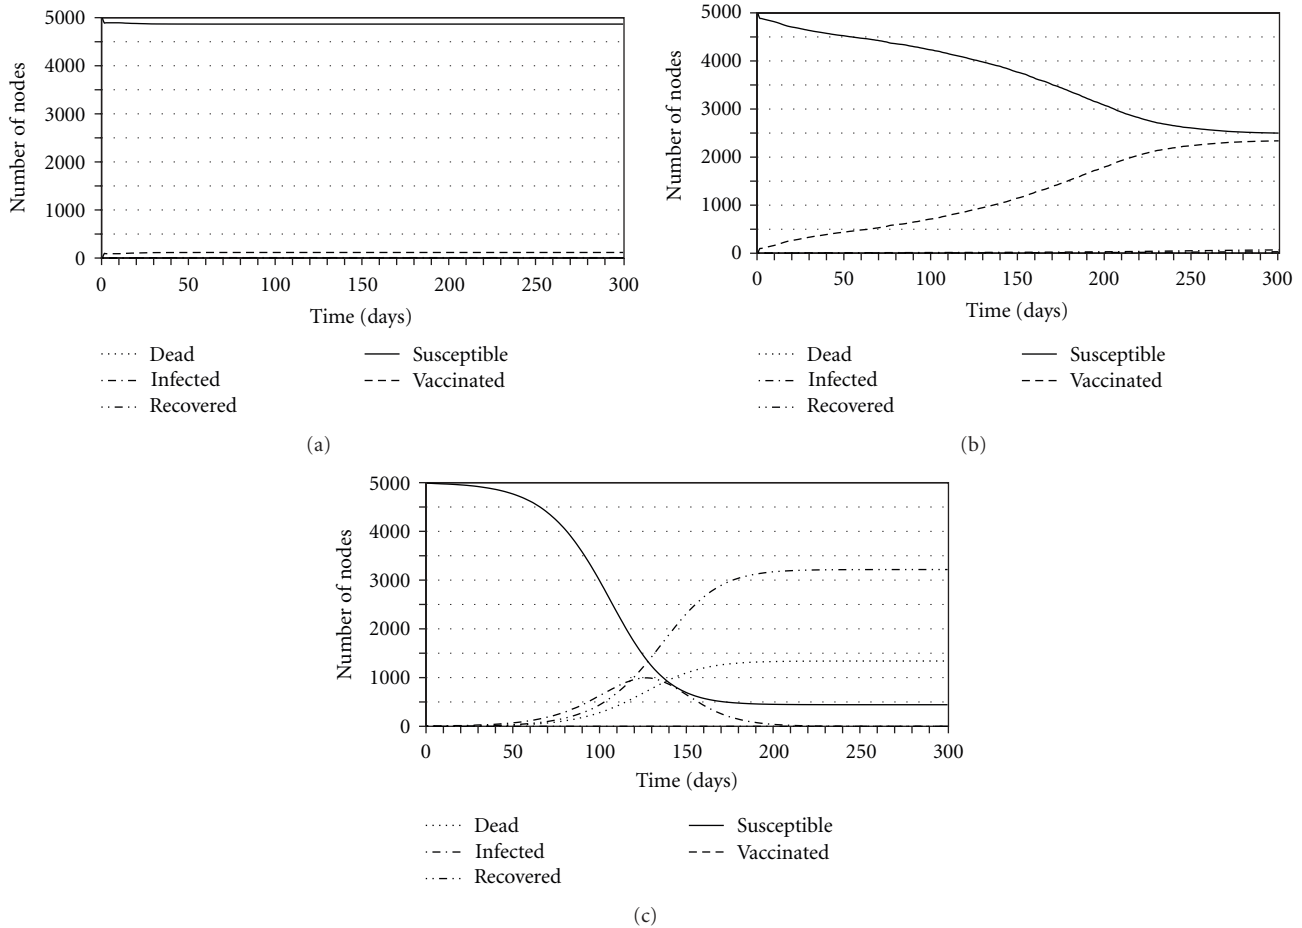 5000
4000
3000
2000
1000
0
Number of nodes
0 50 100 150 200 250 300
Time (days)
Dead
Infected
Recovered
Susceptible
Vaccinated
(a)
5000
4000
3000
2000
1000
0
Number of nodes
0 50 100 150 200 250 300
Time (days)
Dead
Infected
Recovered
Susceptible
Vaccinated
(b)
5000
4000
3000
2000
1000
0
Number of nodes
0 50 100 150 200 250 300
Time (days)
Dead
Infected
Recovered
Susceptible
Vaccinated
(c)